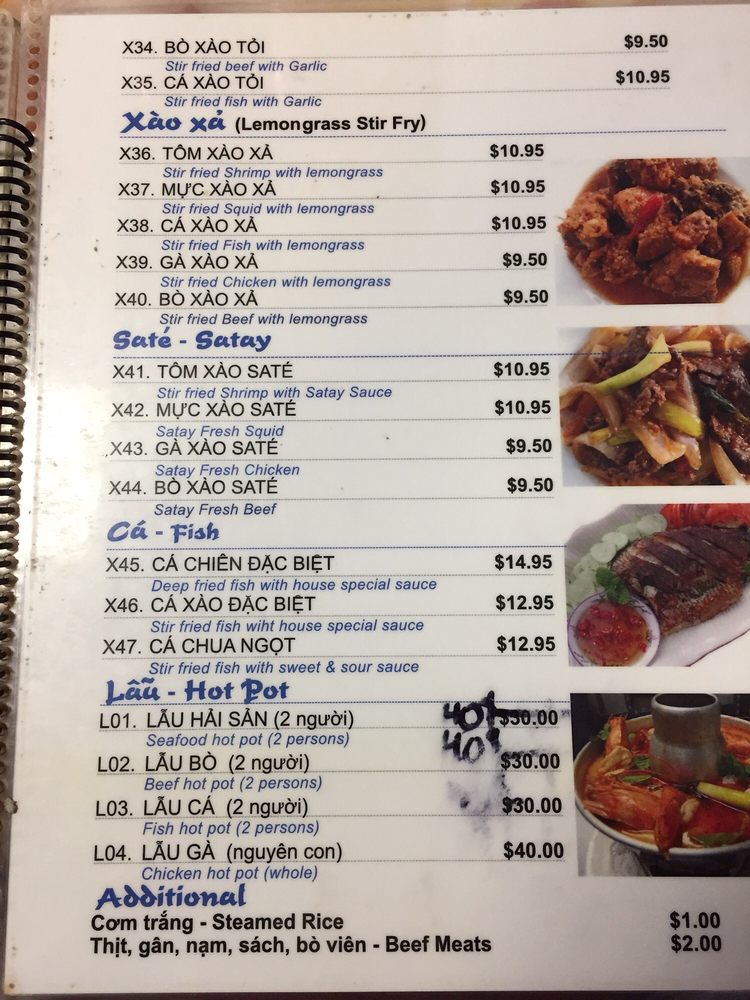 X34. BÒ XÀO TỎI $9.50
Stir fried beef with Garlic
X35. CÁ XÀO TỎI $10.95
Stir fried fish with Garlic
Xào xả (Lemongrass Stir Fry)
X36. TÔM XÀO XẢ $10.95
Stir fried Shrimp with lemongrass
X37. MỰC XÀO XẢ $10.95
Stir fried Squid with lemongrass
X38. CÁ XÀO XẢ $10.95
Stir fried Fish with lemongrass
X39. GÀ XÀO XẢ $9.50
Stir fried Chicken with lemongrass
X40. BÒ XÀO XẢ $9.50
Stir fried Beef with lemongrass
Saté - Satay
X41. TÔM XÀO SATÉ $10.95
Stir fried Shrimp with Satay Sauce
X42. MỰC XÀO SATÉ $10.95
Satay Fresh Squid
X43. GÀ XÀO SATÉ $9.50
Satay Fresh Chicken
X44. BÒ XÀO SATÉ $9.50
Satay Fresh Beef
Cá - Fish
X45. CÁ CHIÊN ĐẶC BIỆT $14.95
Deep fried fish with house special sauce
X46. CÁ XÀO ĐẶC BIỆT $12.95
Stir fried fish wiht house special sauce
X47. CÁ CHUA NGỌT $12.95
Stir fried fish with sweet & sour sauce
Lẫu - Hot Pot
L01. LẪU HẢI SẢN (2 người) 40 $30.00
Seafood hot pot (2 persons)
L02. LẪU BÒ (2 người) 40 $30.00
Beef hot pot (2 persons)
L03. LẪU CÁ (2 người) $30.00
Fish hot pot (2 persons)
L04. LẪU GÀ (nguyên con) $40.00
Chicken hot pot (whole)
Additional
Cơm trắng - Steamed Rice $1.00
Thịt, gân, nạm, sách, bò viên - Beef Meats $2.00